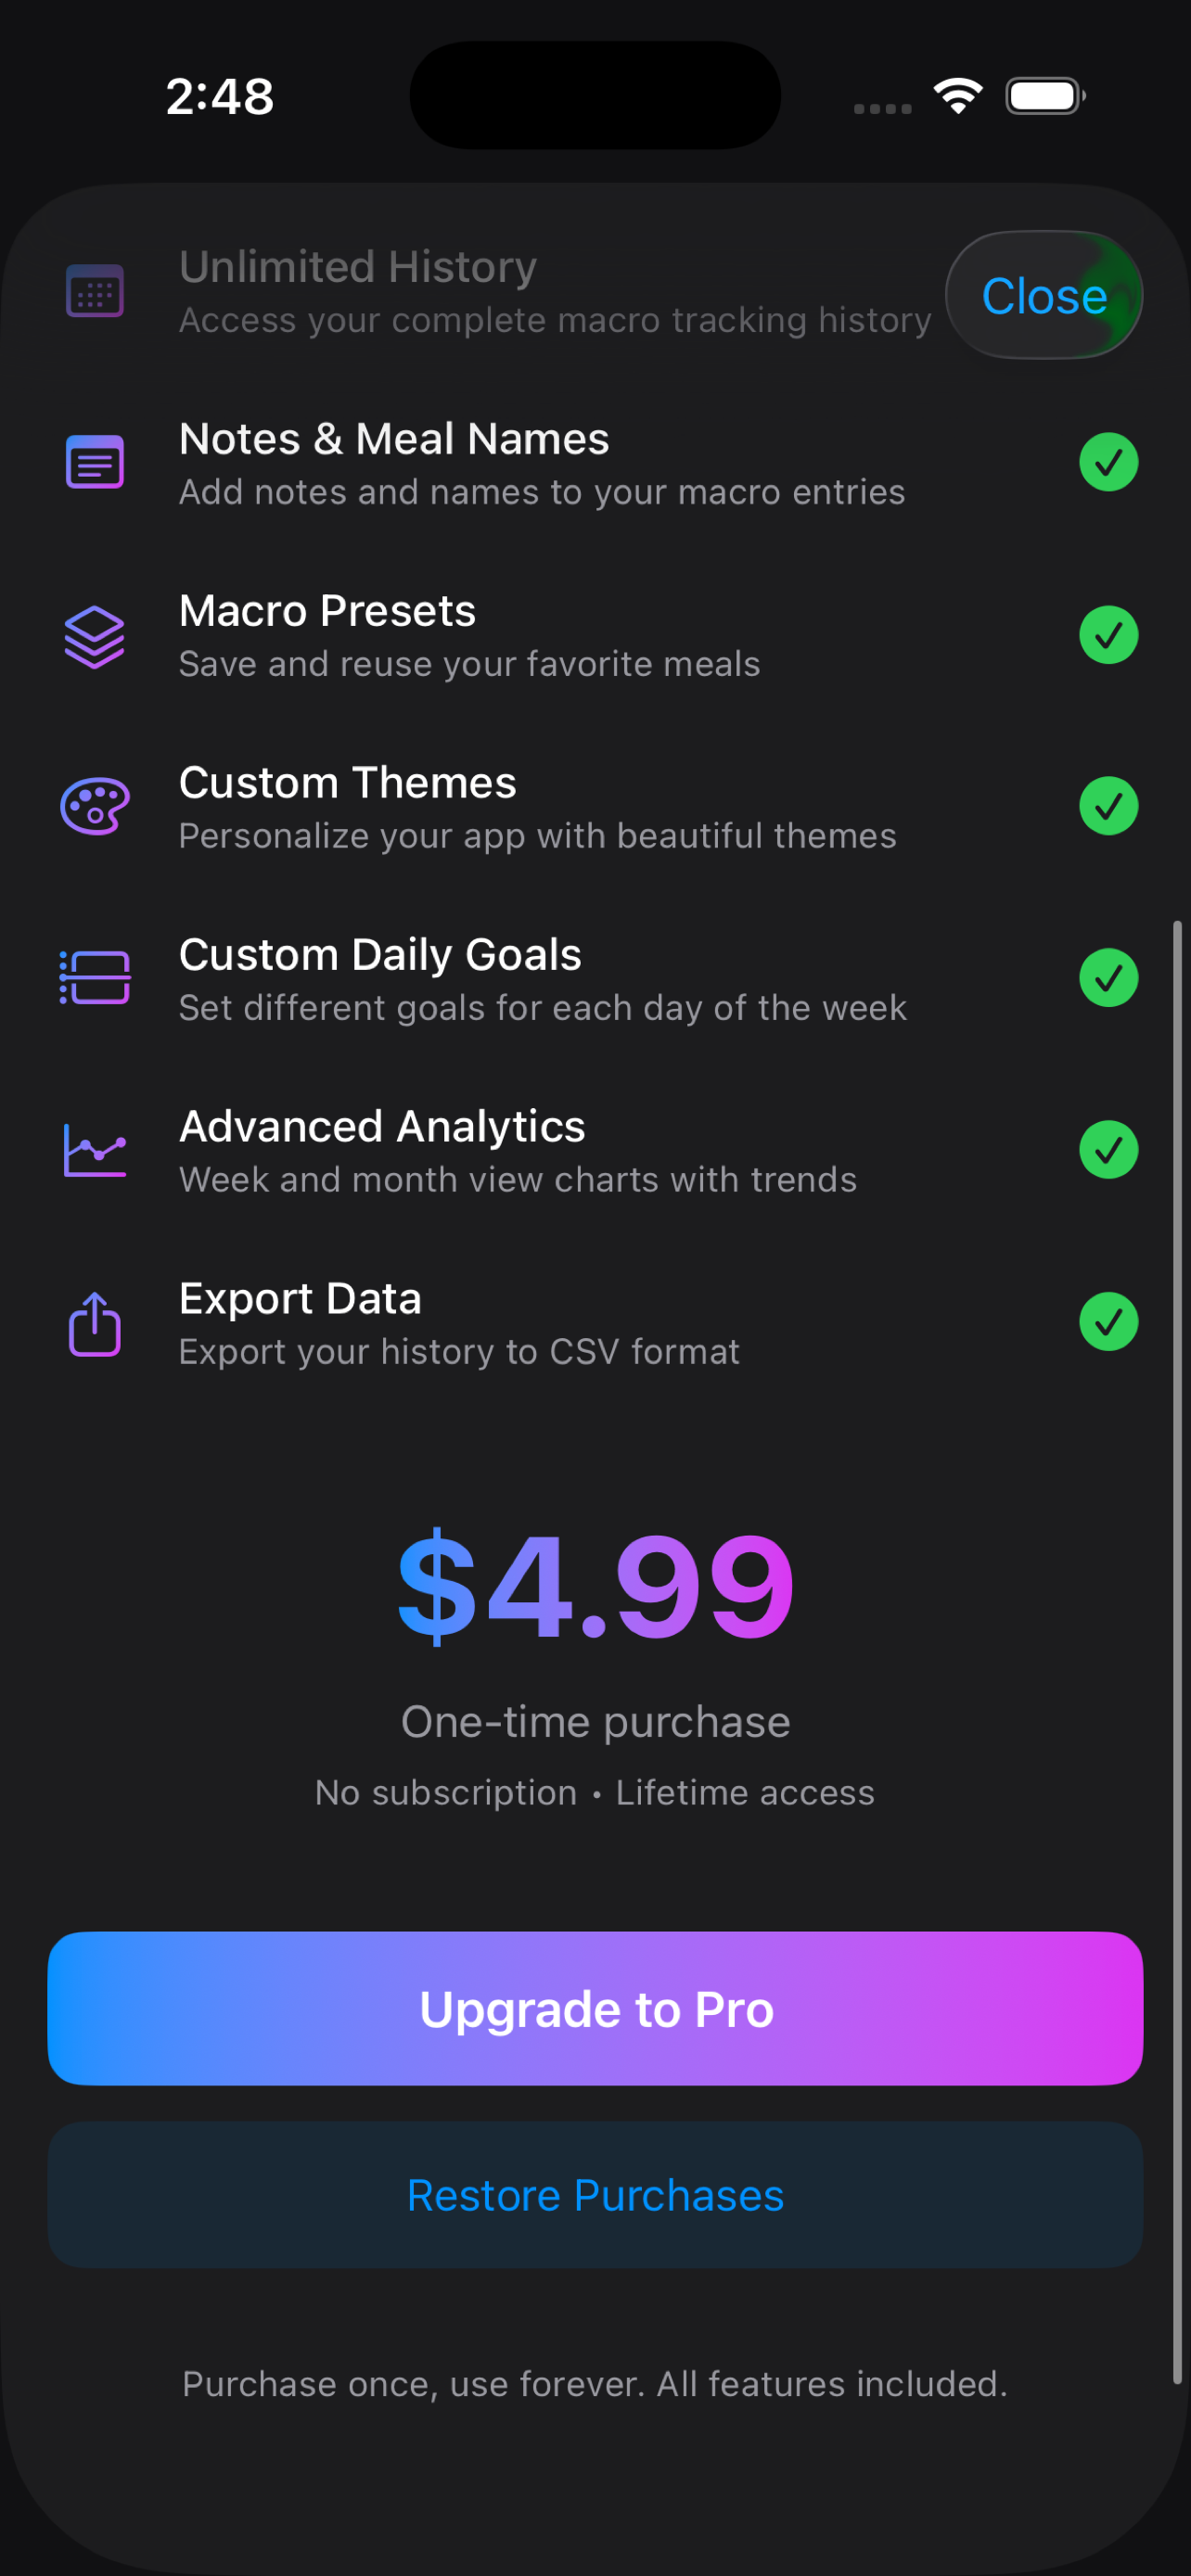 2:48
Unlimited History
Access your complete macro tracking history
Close
Notes & Meal Names
Add notes and names to your macro entries
Macro Presets
Save and reuse your favorite meals
Custom Themes
Personalize your app with beautiful themes
Custom Daily Goals
Set different goals for each day of the week
Advanced Analytics
Week and month view charts with trends
Export Data
Export your history to CSV format
$4.99
One-time purchase
No subscription • Lifetime access
Upgrade to Pro
Restore Purchases
Purchase once, use forever. All features included.